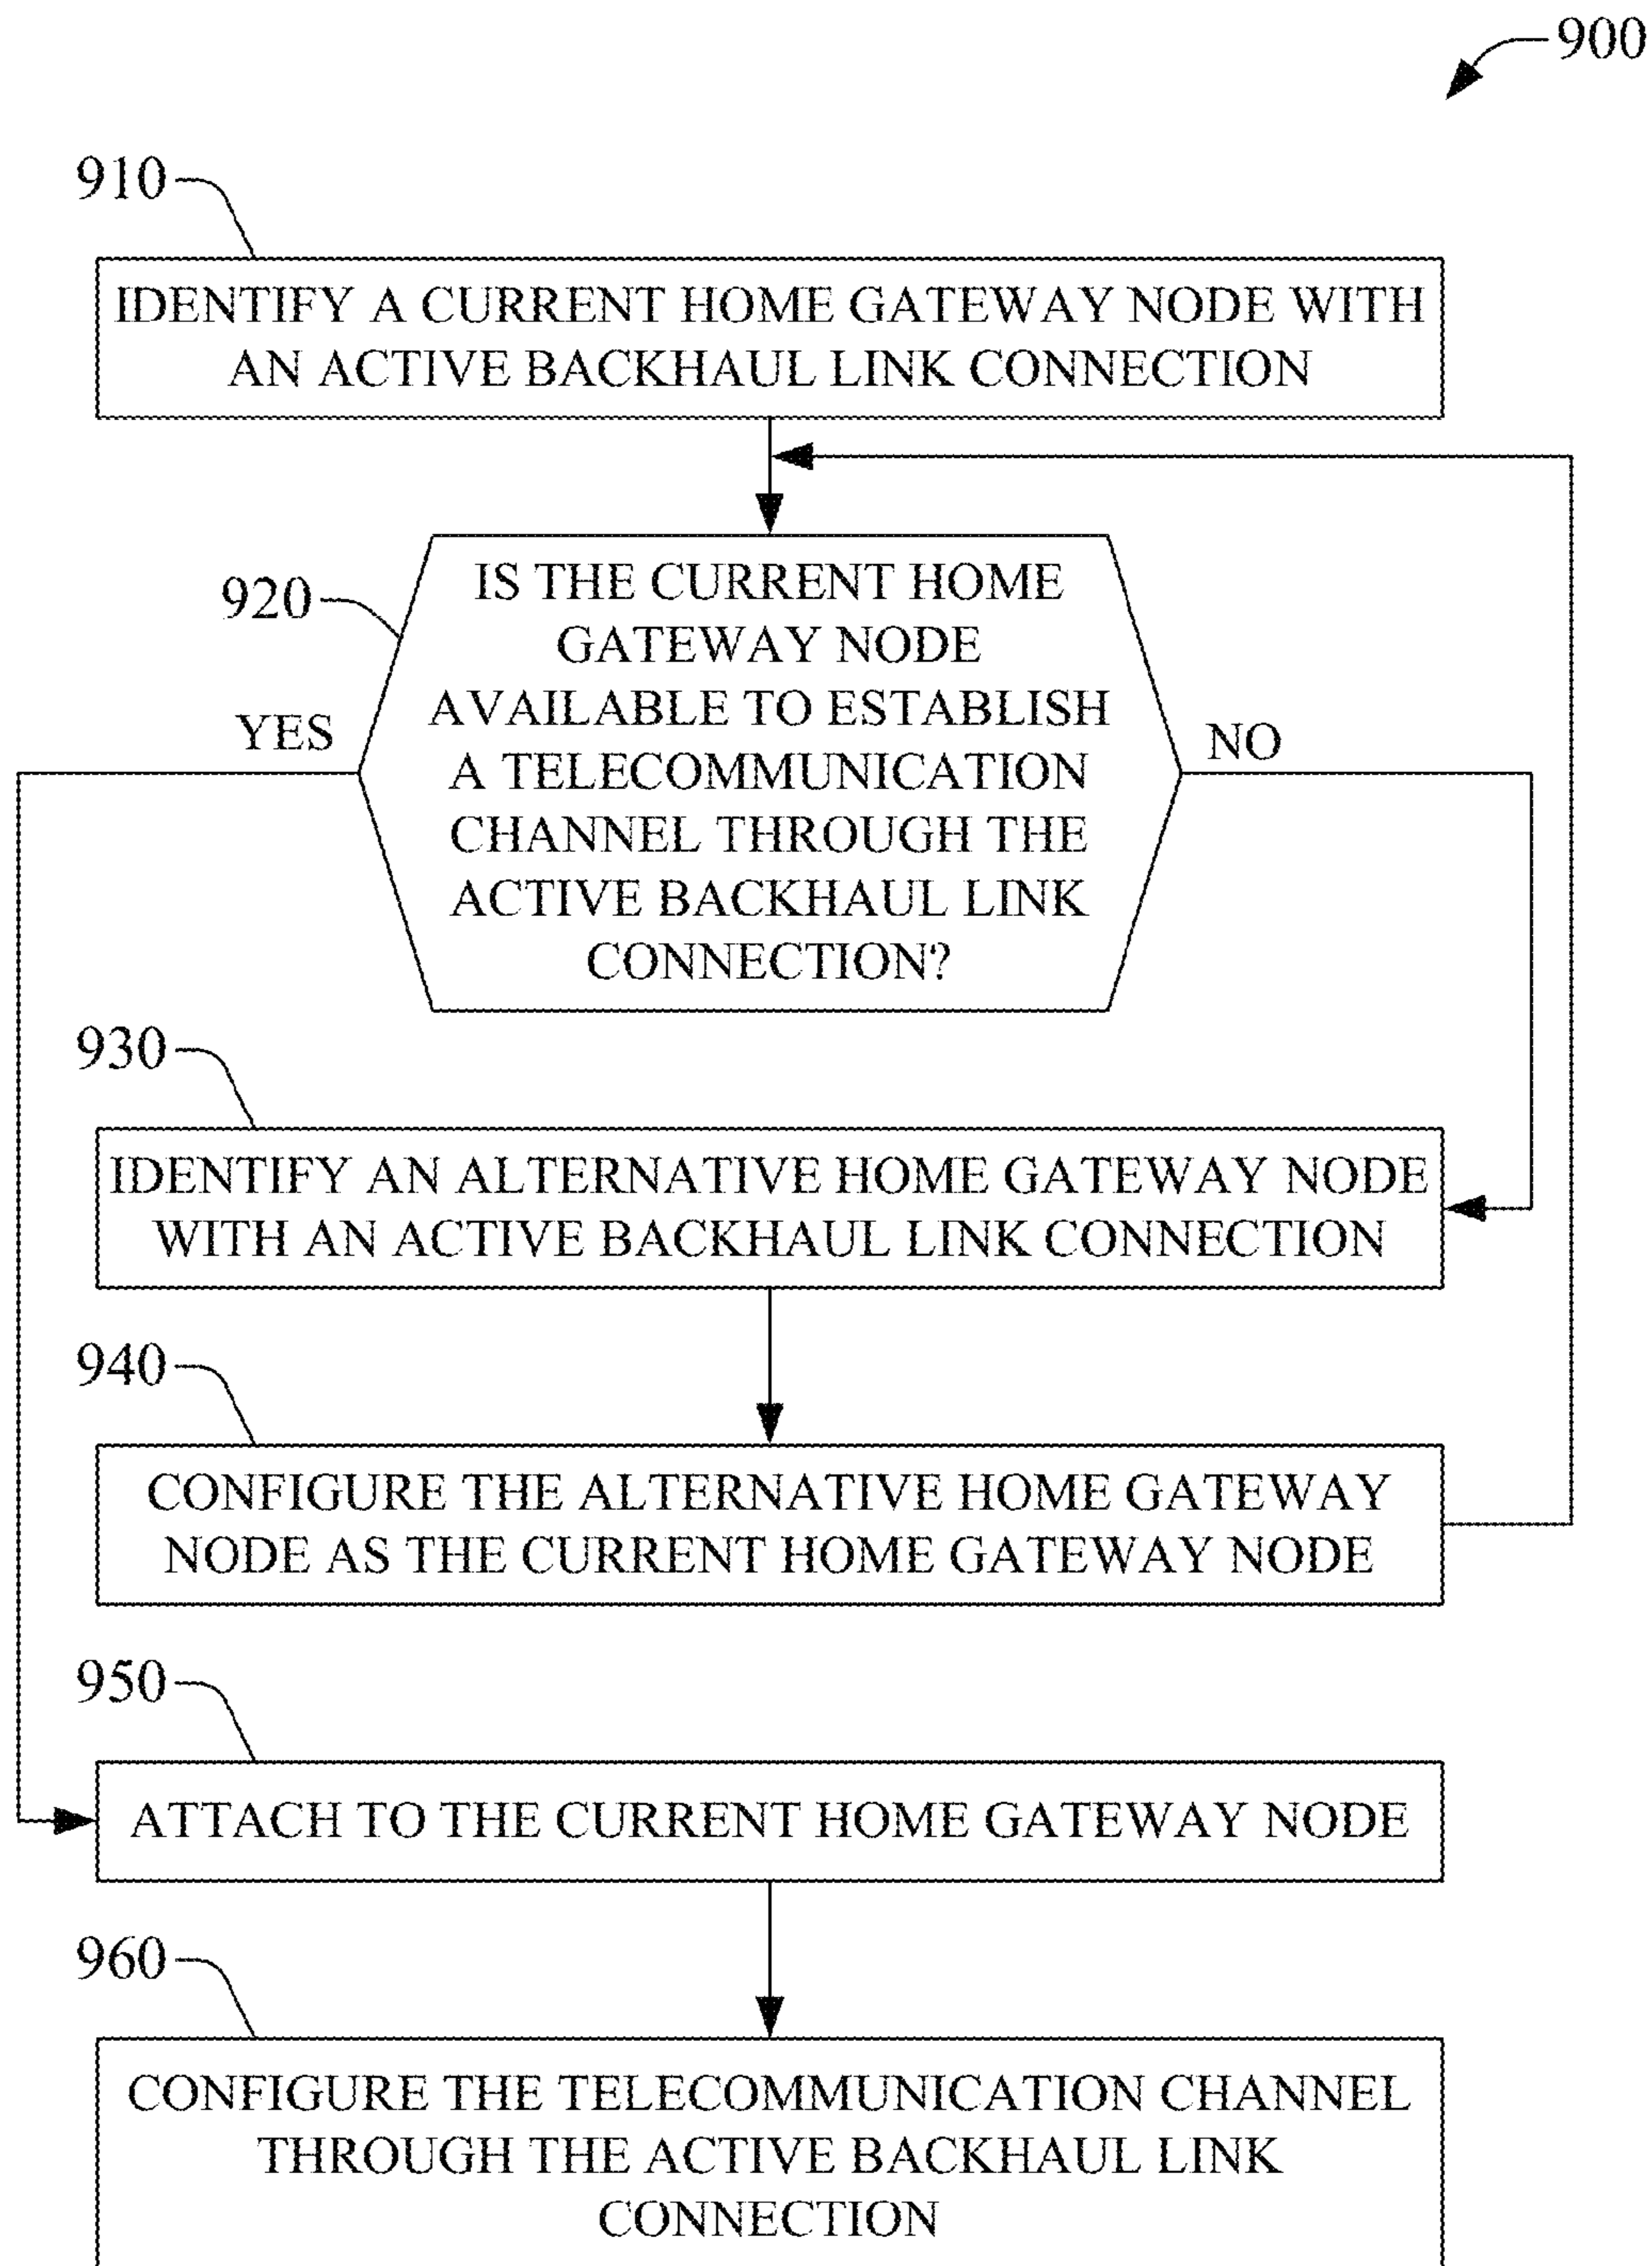 900
910
IDENTIFY A CURRENT HOME GATEWAY NODE WITH
AN ACTIVE BACKHAUL LINK CONNECTION
920
IS THE CURRENT HOME
GATEWAY NODE
AVAILABLE TO ESTABLISH
A TELECOMMUNICATION
CHANNEL THROUGH THE
ACTIVE BACKHAUL LINK
CONNECTION?
YES
NO
930
IDENTIFY AN ALTERNATIVE HOME GATEWAY NODE
WITH AN ACTIVE BACKHAUL LINK CONNECTION
940
CONFIGURE THE ALTERNATIVE HOME GATEWAY
NODE AS THE CURRENT HOME GATEWAY NODE
950
ATTACH TO THE CURRENT HOME GATEWAY NODE
960
CONFIGURE THE TELECOMMUNICATION CHANNEL
THROUGH THE ACTIVE BACKHAUL LINK
CONNECTION